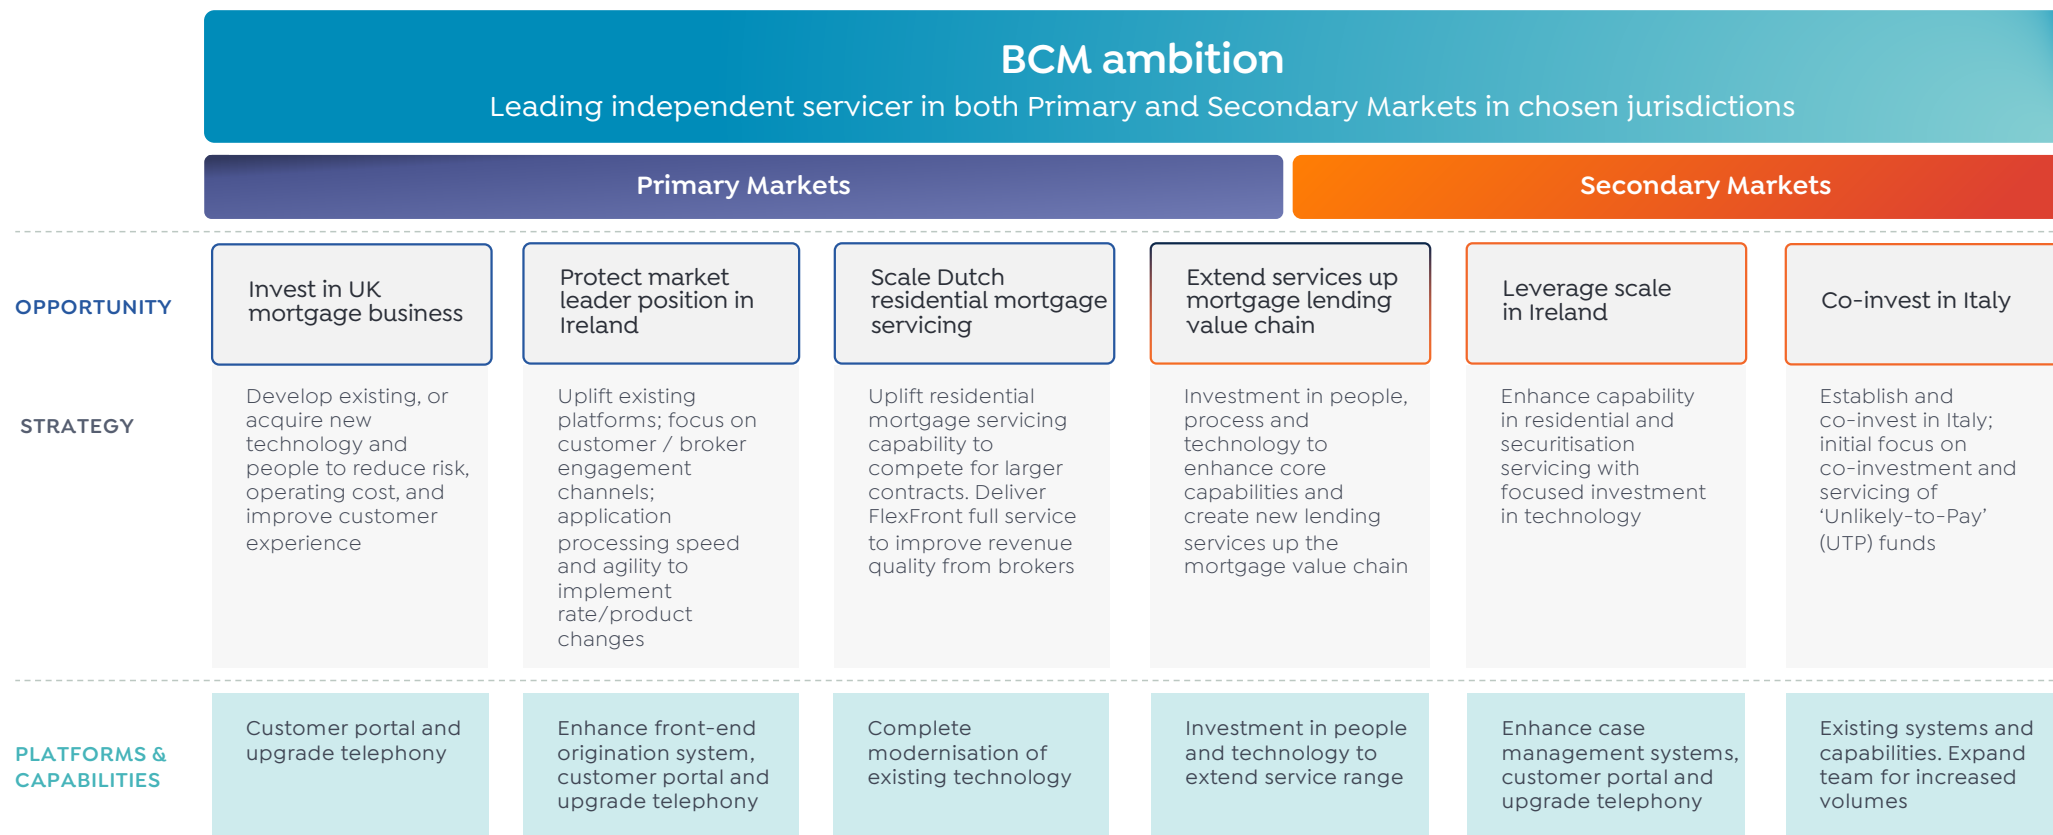 BCM ambition
Leading independent servicer in both Primary and Secondary Markets in chosen jurisdictions
Primary Markets
Secondary Markets
OPPORTUNITY
Invest in UK
mortgage business
Protect market
leader position in
Ireland
Scale Dutch
residential mortgage
servicing
Extend services up
mortgage lending
value chain
Leverage scale
in Ireland
Co-invest in Italy
STRATEGY
Develop existing, or
acquire new
technology and
people to reduce risk,
operating cost, and
improve customer
experience
Uplift existing
platforms; focus on
customer / broker
engagement
channels;
application
processing speed
and agility to
implement
rate/product
changes
Uplift residential
mortgage servicing
capability to
compete for larger
contracts. Deliver
FlexFront full service
to improve revenue
quality from brokers
Investment in people,
process and
technology to
enhance core
capabilities and
create new lending
services up the
mortgage value chain
Enhance capability
in residential and
securitisation
servicing with
focused investment
in technology
Establish and
co-invest in Italy;
initial focus on
co-investment and
servicing of
‘Unlikely-to-Pay’
(UTP) funds
PLATFORMS &
CAPABILITIES
Customer portal and
upgrade telephony
Enhance front-end
origination system,
customer portal and
upgrade telephony
Complete
modernisation of
existing technology
Investment in people
and technology to
extend service range
Enhance case
management systems,
customer portal and
upgrade telephony
Existing systems and
capabilities. Expand
team for increased
volumes